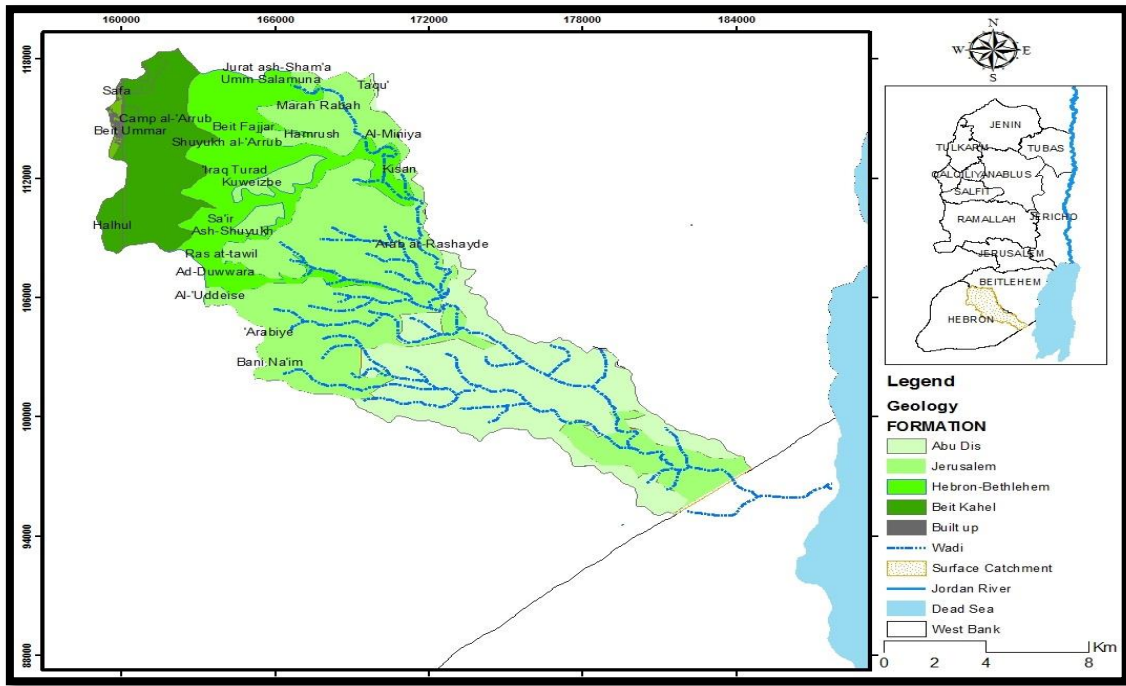 160000 166000 172000 178000 184000
118000
112000
106000
100000
94000
88000
Jurat ash-Sham'a
Umm Salamuna
Taqu'
Safa
Marah Rabah
Camp al-'Arrub
Beit Fajjar
Beit Ummar
Hamrush
Al-Miniya
Shuyukh al-'Arrub
'Iraq Turad
Kisan
Kuweizbe
Halhul
Sa'ir
Ash-Shuyukh
'Arab ar-Rashayde
Ras at-tawil
Ad-Duwwara
Al-'Uddeise
'Arabiye
Bani Na'im
N
W E
S
JENIN
TULKARM
TUBAS
NABLUS
SALFIT
RAMALLAH
JERICHO
JERUSALEM
BEITLEHEM
HEBRON
Legend
Geology
FORMATION
Abu Dis
Jerusalem
Hebron-Bethlehem
Beit Kahel
Built up
Wadi
Surface Catchment
Jordan River
Dead Sea
West Bank
Km
0 2 4 8